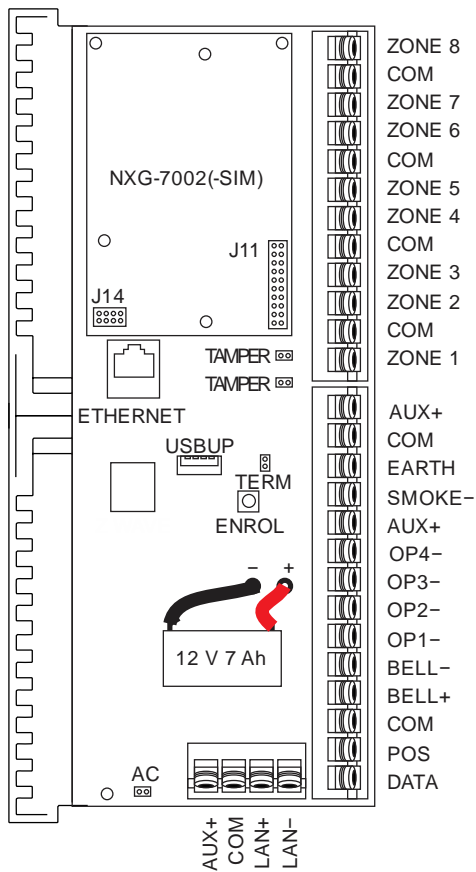 ZONE 8
COM
ZONE 7
ZONE 6
COM
ZONE 5
ZONE 4
COM
ZONE 3
ZONE 2
COM
ZONE 1
NXG-7002(-SIM)
J11
J14
TAMPER
TAMPER
ETHERNET
USBUP
TERM
ENROL
− +
12 V 7 Ah
AC
AUX+
COM
EARTH
SMOKE−
AUX+
OP4−
OP3−
OP2−
OP1−
BELL−
BELL+
COM
POS
DATA
AUX+
COM
LAN+
LAN−